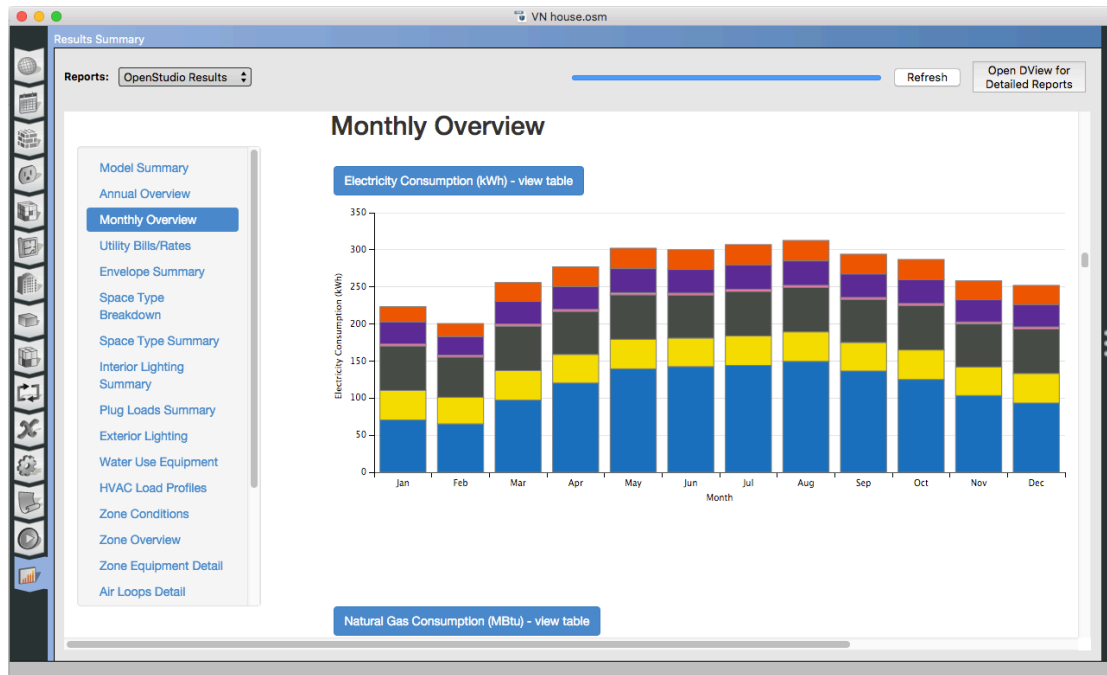 VN house.osm
Results Summary
Reports:
OpenStudio Results
Refresh
Open DView for
Detailed Reports
Model Summary
Annual Overview
Monthly Overview
Utility Bills/Rates
Envelope Summary
Space Type
Breakdown
Space Type Summary
Interior Lighting
Summary
Plug Loads Summary
Exterior Lighting
Water Use Equipment
HVAC Load Profiles
Zone Conditions
Zone Overview
Zone Equipment Detail
Air Loops Detail
Monthly Overview
Electricity Consumption (kWh) - view table
Electricity Consumption (kWh)
350
300
250
200
150
100
50
0
Jan Feb Mar Apr May Jun Jul Aug Sep Oct Nov Dec
Month
Natural Gas Consumption (MBtu) - view table